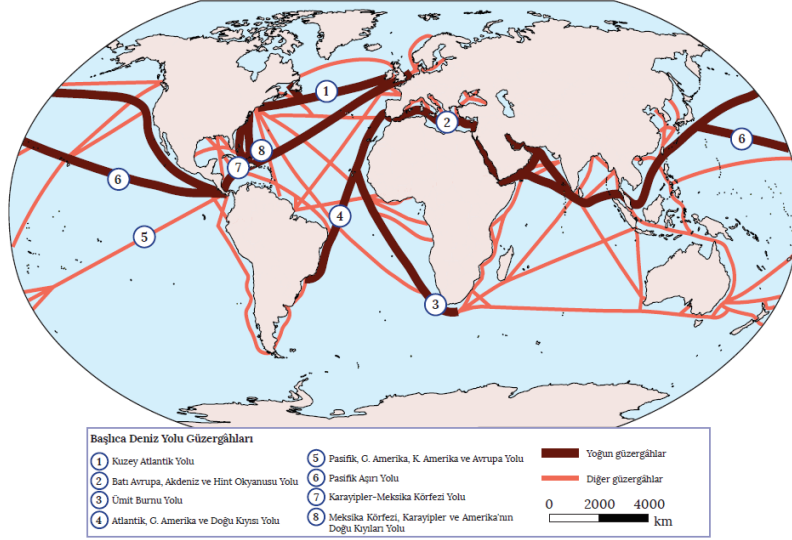 1
2
8
7
6
6
5
4
3
Başlıca Deniz Yolu Güzergâhları
1 Kuzey Atlantik Yolu
2 Batı Avrupa, Akdeniz ve Hint Okyanusu Yolu
3 Ümit Burnu Yolu
4 Atlantik, G. Amerika ve Doğu Kıyısı Yolu
5 Pasifik, G. Amerika, K. Amerika ve Avrupa Yolu
6 Pasifik Aşırı Yolu
7 Karayipler-Meksika Körfezi Yolu
8 Meksika Körfezi, Karayipler ve Amerika'nın
Doğu Kıyıları Yolu
Yoğun güzergâhlar
Diğer güzergâhlar
0 2000 4000
km